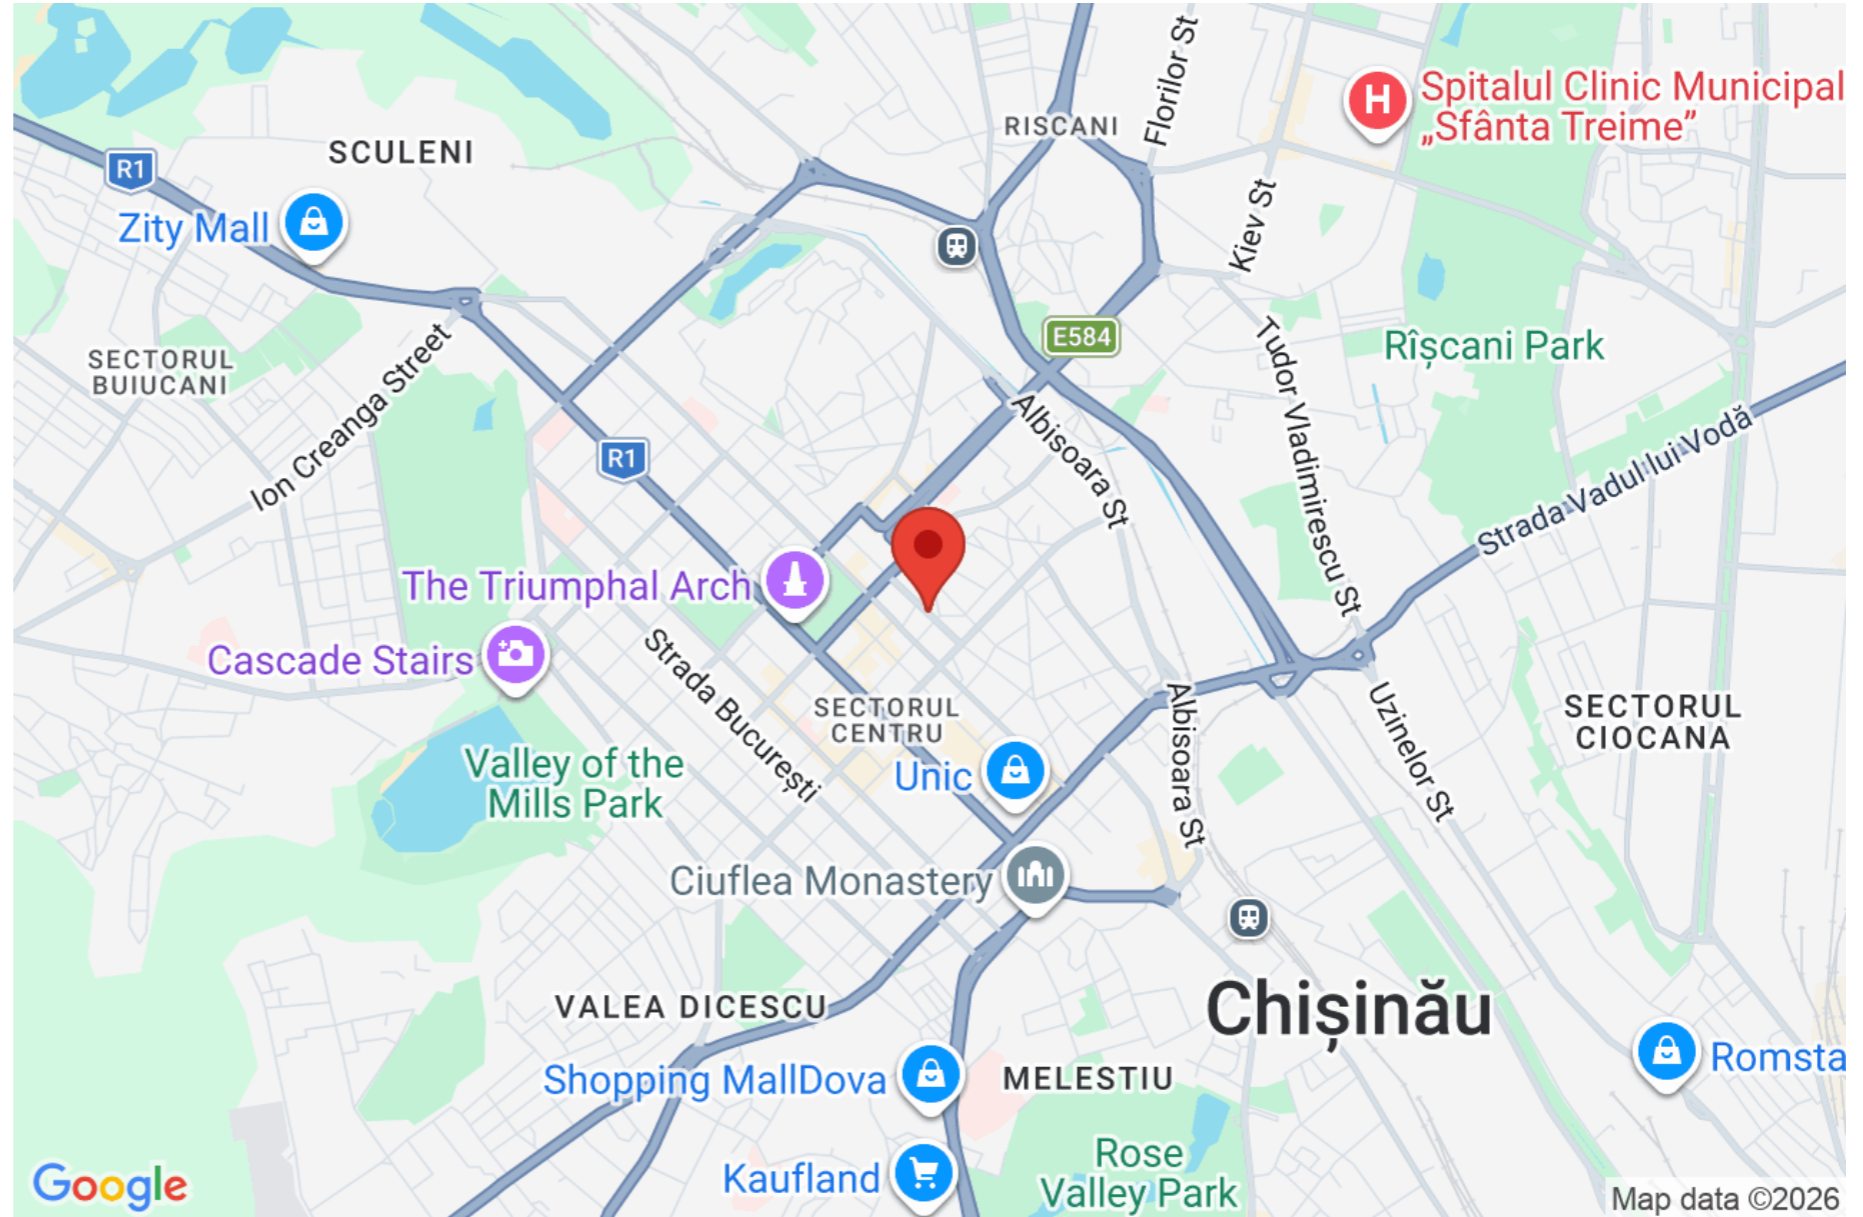 Florilor St
Spitalul Clinic Municipal
„Sfânta Treime”
RISCANI
SCULENI
R1
Zity Mall
Kiev St
E584
Rîșcani Park
SECTORUL
BUIUCANI
Ion Creanga Street
Tudor Vladimirescu St
Albisoara St
Strada Vadul lui Vodă
R1
The Triumphal Arch
Cascade Stairs
Strada București
SECTORUL
CENTRU
Albisoara St
Uzinelor St
SECTORUL
CIOCANA
Valley of the
Mills Park
Unic
Ciuflea Monastery
VALEA DICESCU
Chișinău
Shopping MallDova
MELESTIU
Romsta
Rose
Valley Park
Kaufland
Google
Map data ©2026